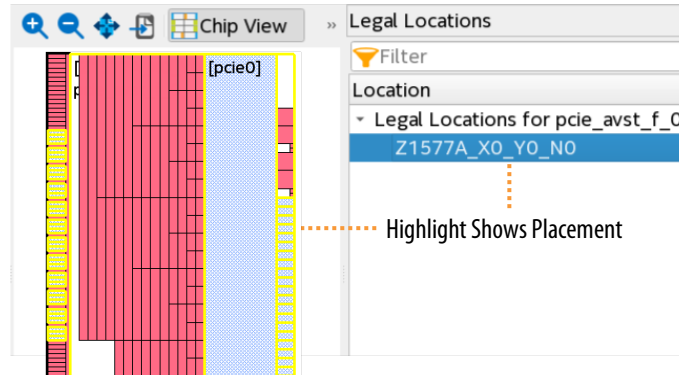 Chip View
»
Legal Locations
Filter
Location
Legal Locations for pcie_avst_f_0
Z1577A_X0_Y0_N0
[pcie0]
[
p
Highlight Shows Placement